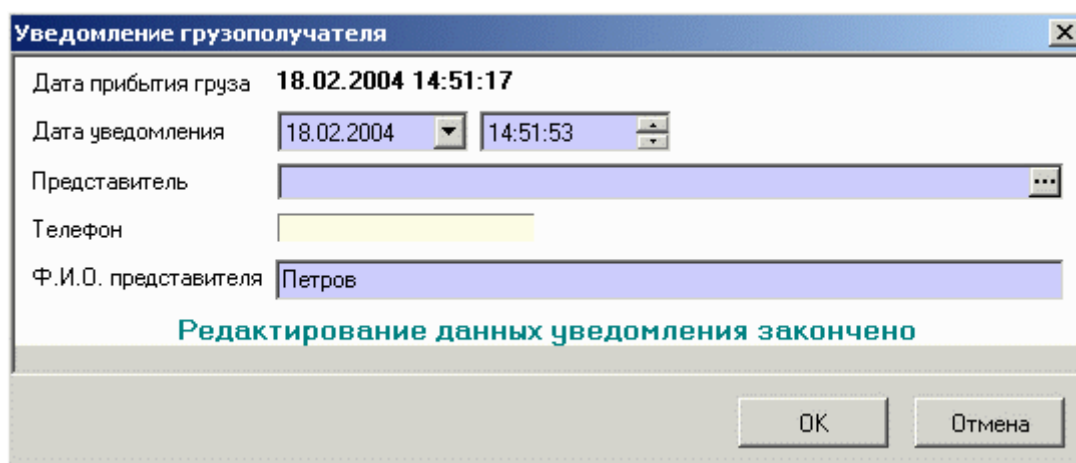 Уведомление грузополучателя
Дата прибытия груза 18.02.2004 14:51:17
Дата уведомления 18.02.2004 14:51:53
Представитель ...
Телефон
Ф.И.О. представителя Петров
Редактирование данных уведомления закончено
OK Отмена